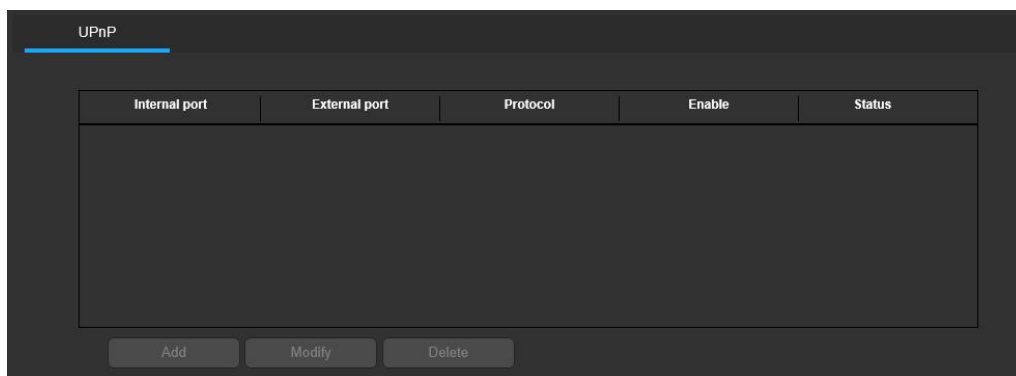 UPnP
Internal port External port Protocol Enable Status
Add Modify Delete